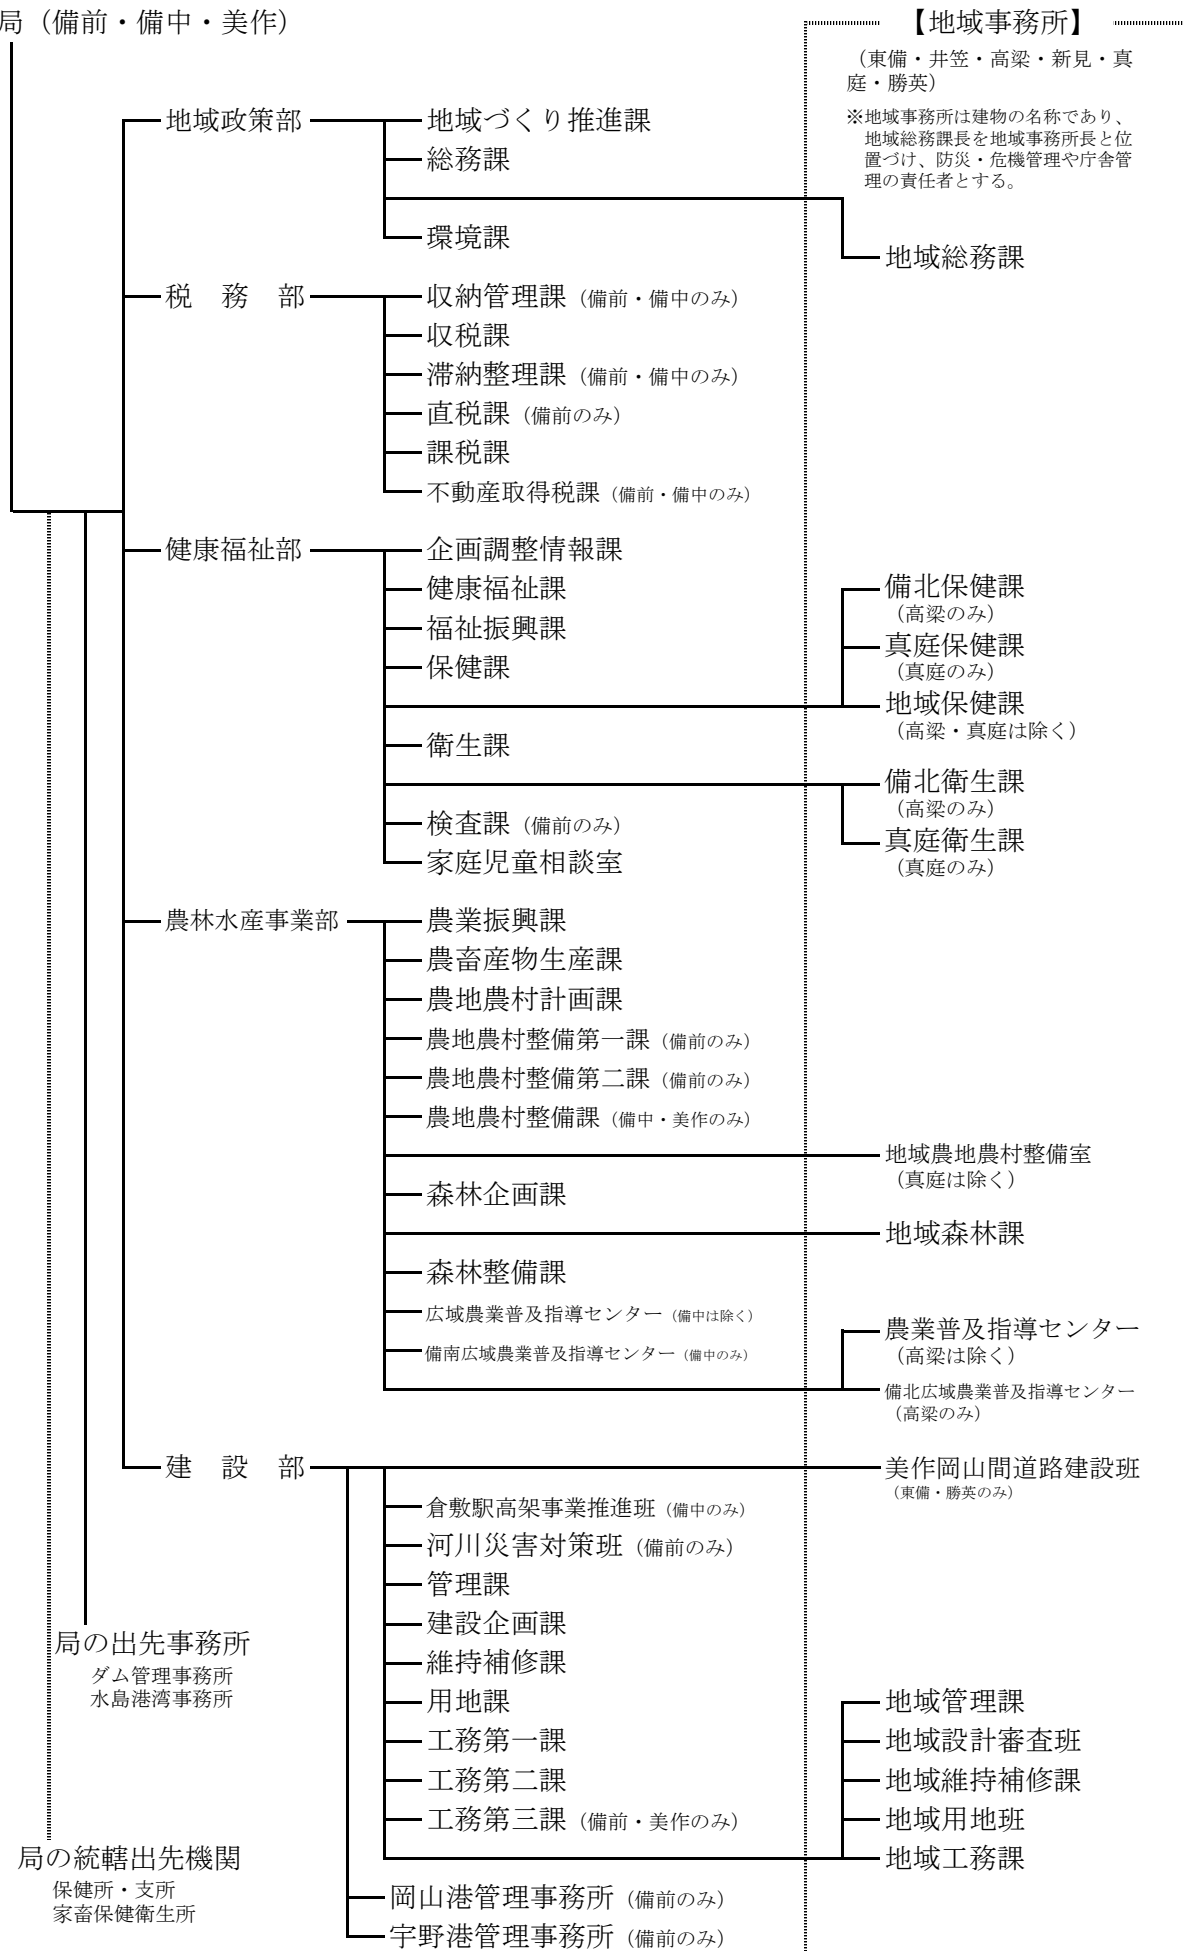 局（備前・備中・美作）
【地域事務所】
（東備・井笠・高梁・新見・真
庭・勝英）
※地域事務所は建物の名称であり、
地域総務課長を地域事務所長と位
置づけ、防災・危機管理や庁舎管
理の責任者とする。
地域政策部
地域づくり推進課
総務課
環境課
地域総務課
税　務　部
収納管理課（備前・備中のみ）
収税課
滞納整理課（備前・備中のみ）
直税課（備前のみ）
課税課
不動産取得税課（備前・備中のみ）
健康福祉部
企画調整情報課
健康福祉課
福祉振興課
保健課
備北保健課
（高梁のみ）
真庭保健課
（真庭のみ）
地域保健課
（高梁・真庭は除く）
衛生課
備北衛生課
（高梁のみ）
真庭衛生課
（真庭のみ）
検査課（備前のみ）
家庭児童相談室
農林水産事業部
農業振興課
農畜産物生産課
農地農村計画課
農地農村整備第一課（備前のみ）
農地農村整備第二課（備前のみ）
農地農村整備課（備中・美作のみ）
地域農地農村整備室
（真庭は除く）
森林企画課
地域森林課
森林整備課
広域農業普及指導センター（備中は除く）
備南広域農業普及指導センター（備中のみ）
農業普及指導センター
（高梁は除く）
備北広域農業普及指導センター
（高梁のみ）
建　設　部
美作岡山間道路建設班
（東備・勝英のみ）
倉敷駅高架事業推進班（備中のみ）
河川災害対策班（備前のみ）
管理課
建設企画課
維持補修課
用地課
工務第一課
工務第二課
工務第三課（備前・美作のみ）
地域管理課
地域設計審査班
地域維持補修課
地域用地班
地域工務課
岡山港管理事務所（備前のみ）
宇野港管理事務所（備前のみ）
局の出先事務所
ダム管理事務所
水島港湾事務所
局の統轄出先機関
保健所・支所
家畜保健衛生所